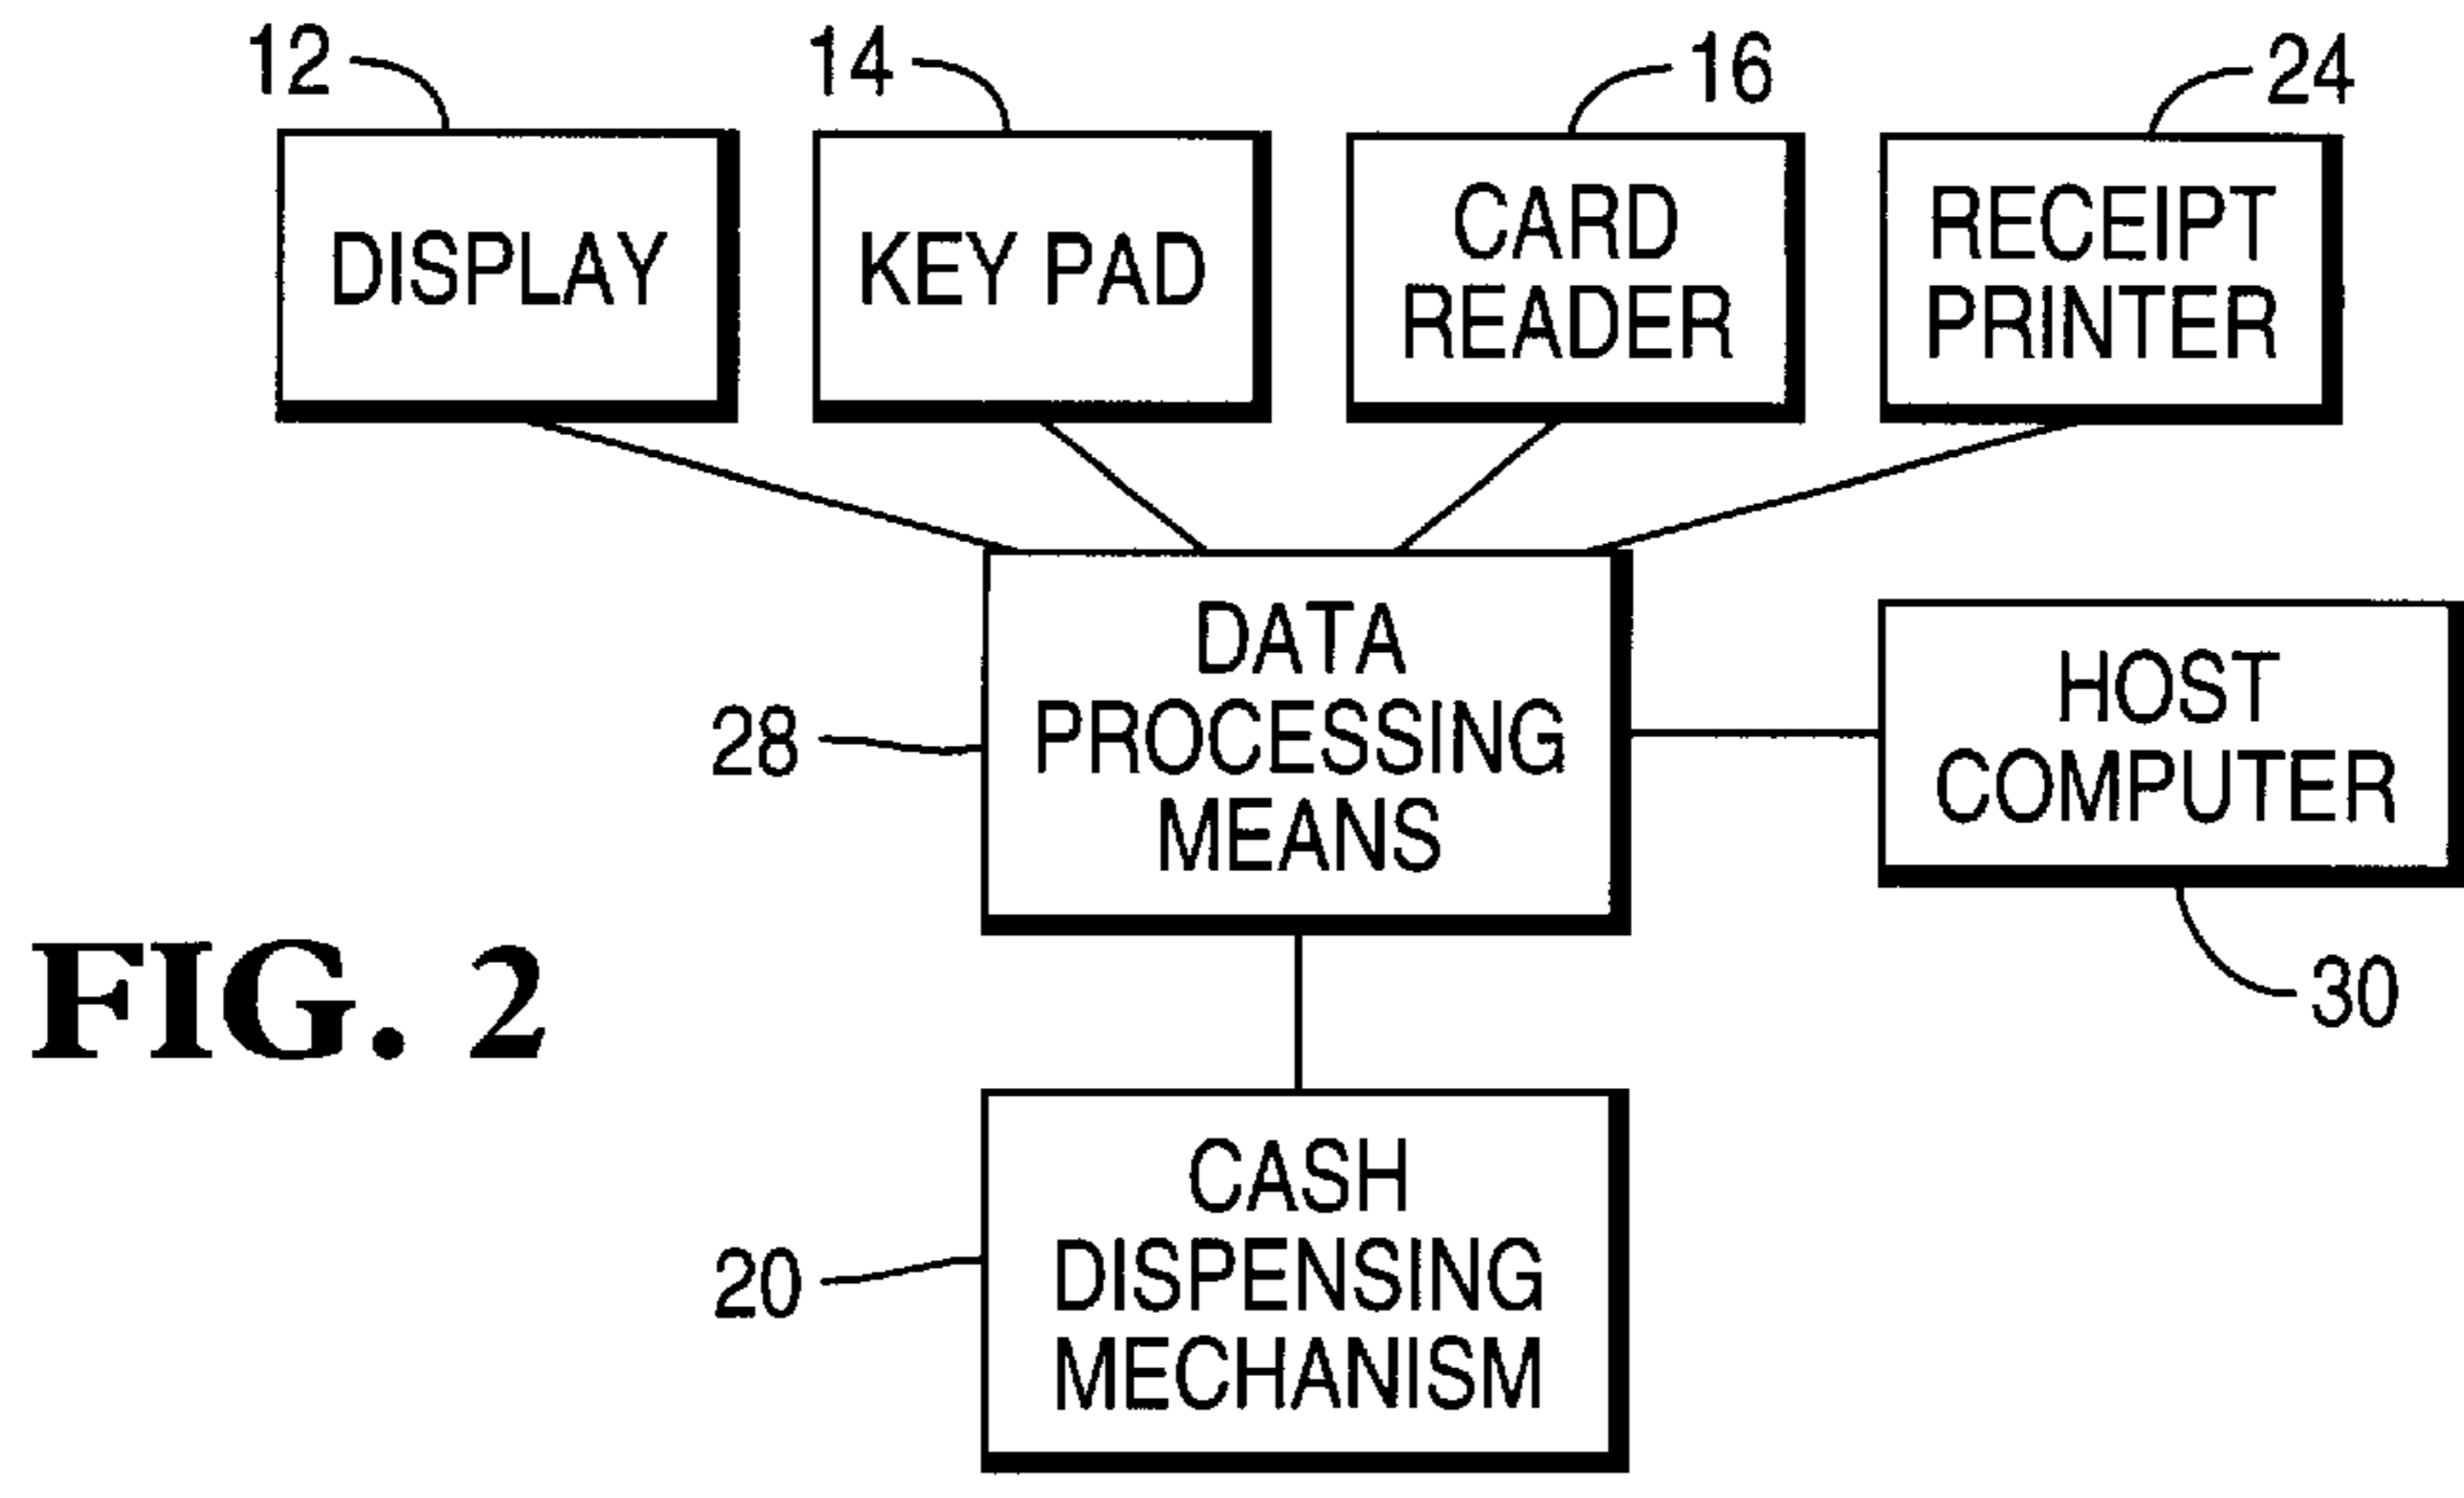 12
14
16
24
DISPLAY
KEY PAD
CARD
READER
RECEIPT
PRINTER
DATA
PROCESSING
MEANS
28
HOST
COMPUTER
30
FIG. 2
CASH
DISPENSING
MECHANISM
20